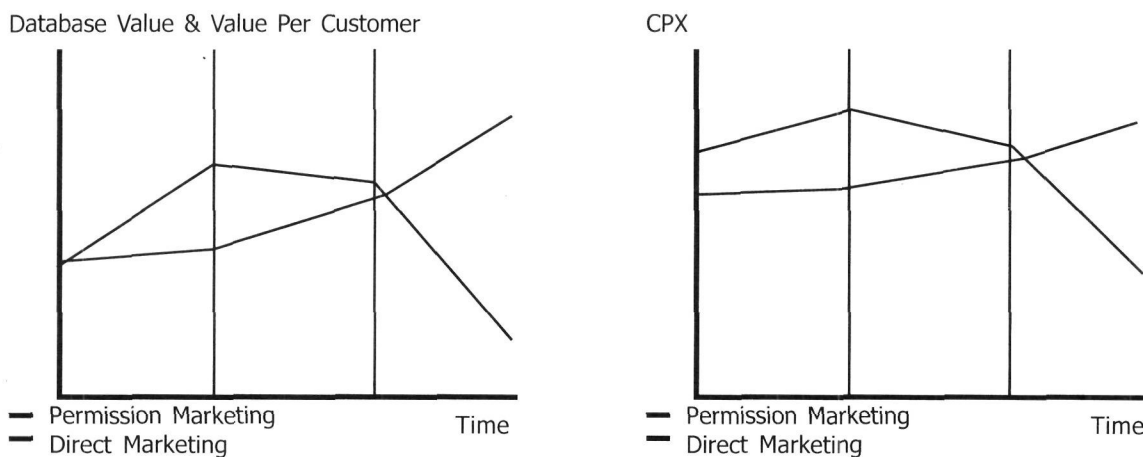 Database Value & Value Per Customer
Permission Marketing
Direct Marketing
Time
CPX
Permission Marketing
Direct Marketing
Time